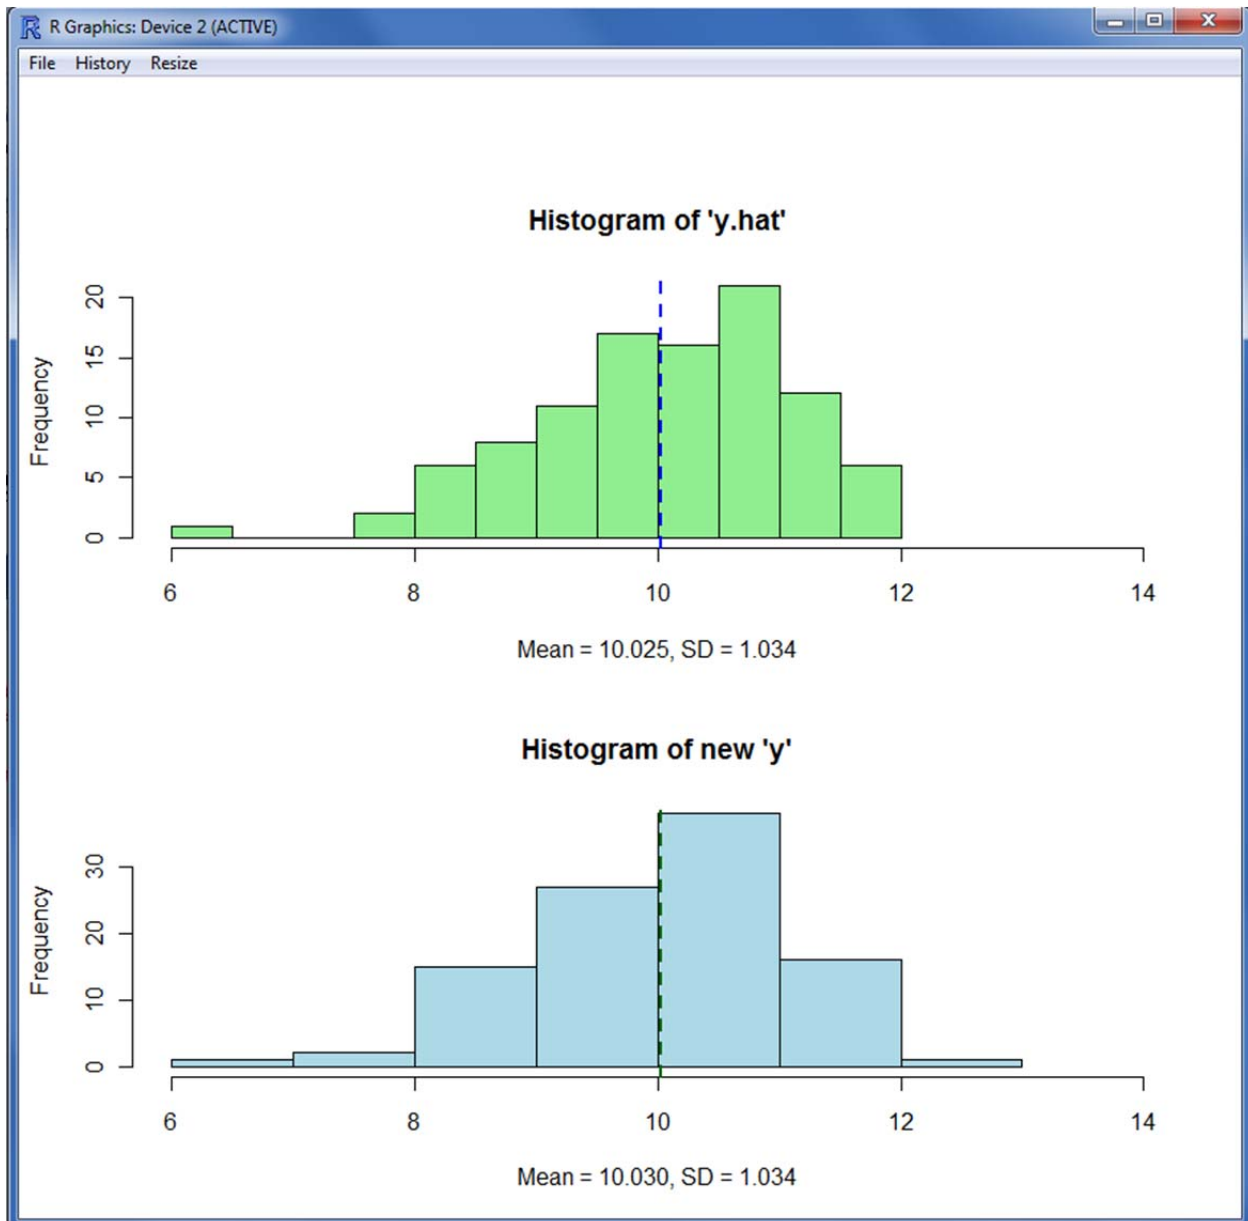 R Graphics: Device 2 (ACTIVE)
File History Resize
Histogram of 'y.hat'
Frequency
20
15
10
5
0
6 8 10 12 14
Mean = 10.025, SD = 1.034
Histogram of new 'y'
Frequency
30
20
10
0
6 8 10 12 14
Mean = 10.030, SD = 1.034